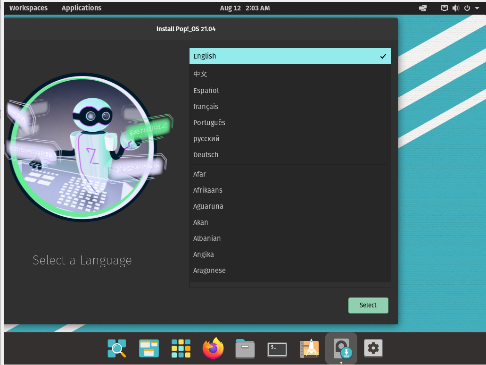 Workspaces Applications Aug 12 2:03 AM
Install Pop!_OS 21.04
English
中文
Español
français
Português
русский
Deutsch
Afar
Afrikaans
Aguaruna
Akan
Albanian
Angika
Aragonese
Select a Language
Select